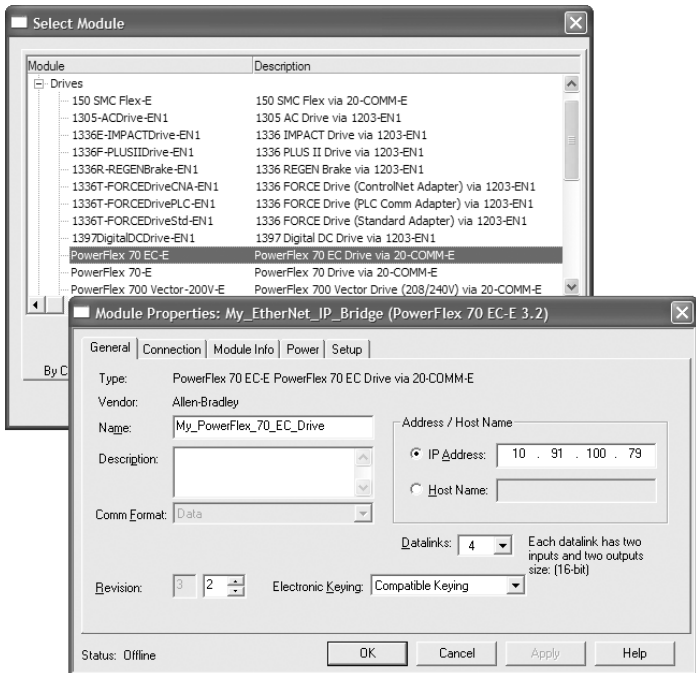 Select Module
Module Description
Drives
150 SMC Flex-E 150 SMC Flex via 20-COMM-E
1305-ACDrive-EN1 1305 AC Drive via 1203-EN1
1336E-IMPACTDrive-EN1 1336 IMPACT Drive via 1203-EN1
1336F-PLUSIIDrive-EN1 1336 PLUS II Drive via 1203-EN1
1336R-REGENBrake-EN1 1336 REGEN Brake via 1203-EN1
1336T-FORCEDriveCNA-EN1 1336 FORCE Drive (ControlNet Adapter) via 1203-EN1
1336T-FORCEDrivePLC-EN1 1336 FORCE Drive (PLC Comm Adapter) via 1203-EN1
1336T-FORCEDriveStd-EN1 1336 FORCE Drive (Standard Adapter) via 1203-EN1
1397DigitalDCDrive-EN1 1397 Digital DC Drive via 1203-EN1
PowerFlex 70 EC-E PowerFlex 70 EC Drive via 20-COMM-E
PowerFlex 70-E PowerFlex 70 Drive via 20-COMM-E
PowerFlex 700 Vector-200V-E PowerFlex 700 Vector Drive (208/240V) via 20-COMM-E
By C
Module Properties: My_EtherNet_IP_Bridge (PowerFlex 70 EC-E 3.2)
General Connection Module Info Power Setup
Type: PowerFlex 70 EC-E PowerFlex 70 EC Drive via 20-COMM-E
Vendor: Allen-Bradley
Name: My_PowerFlex_70_EC_Drive
Description:
Comm Format: Data
Address / Host Name
IP Address: 10 . 91 . 100 . 79
Host Name:
Datalinks: 4
Each datalink has two
inputs and two outputs
size: (16-bit)
Revision: 3 2 Electronic Keying: Compatible Keying
Status: Offline OK Cancel Apply Help